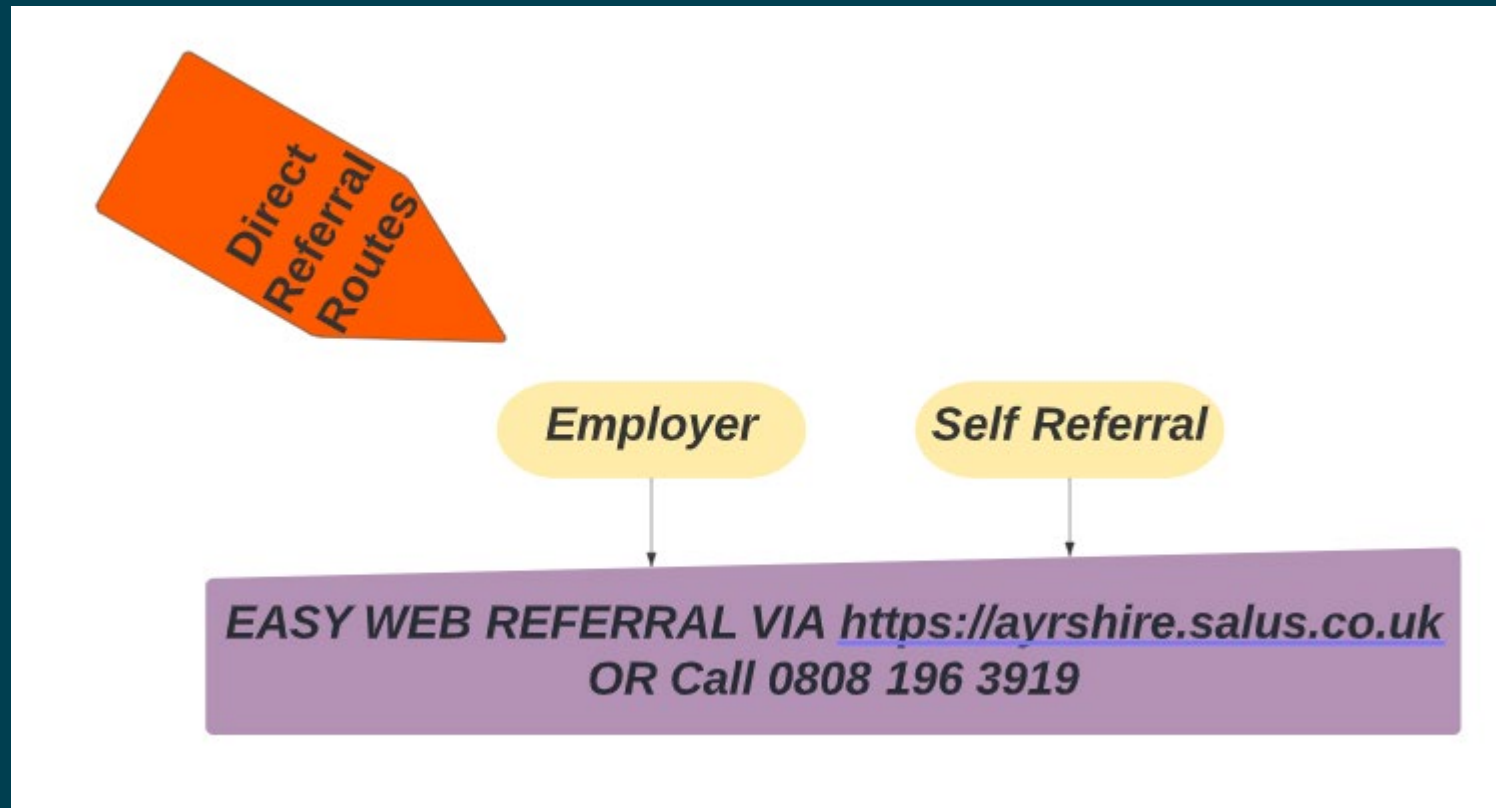 Direct
Referral
Routes
Employer
Self Referral
EASY WEB REFERRAL VIA https://ayrshire.salus.co.uk
OR Call 0808 196 3919